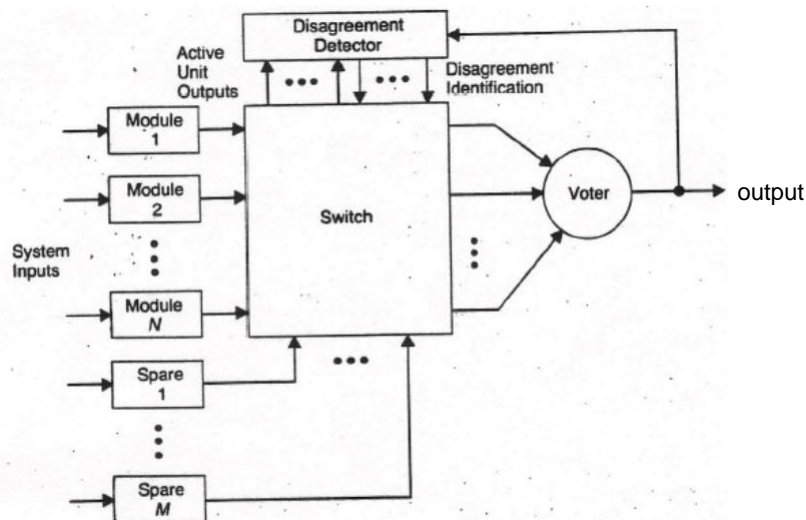 Disagreement
Detector
Active
Unit
Outputs
Disagreement
Identification
Module
1
Module
2
System
Inputs
Module
N
Spare
1
Spare
M
Switch
Voter
output